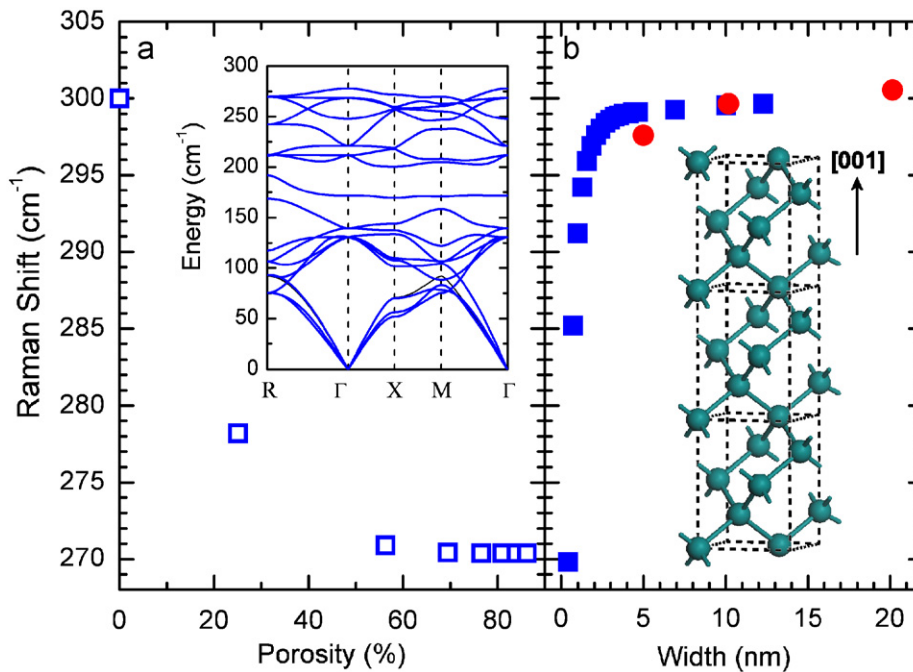 305
300
295
290
285
280
275
270
Raman Shift (cm-1)
a
300
250
200
150
100
50
0
Energy (cm-1)
R Γ X M Γ
0 20 40 60 80
Porosity (%)
b
[001]
0 5 10 15 20
Width (nm)